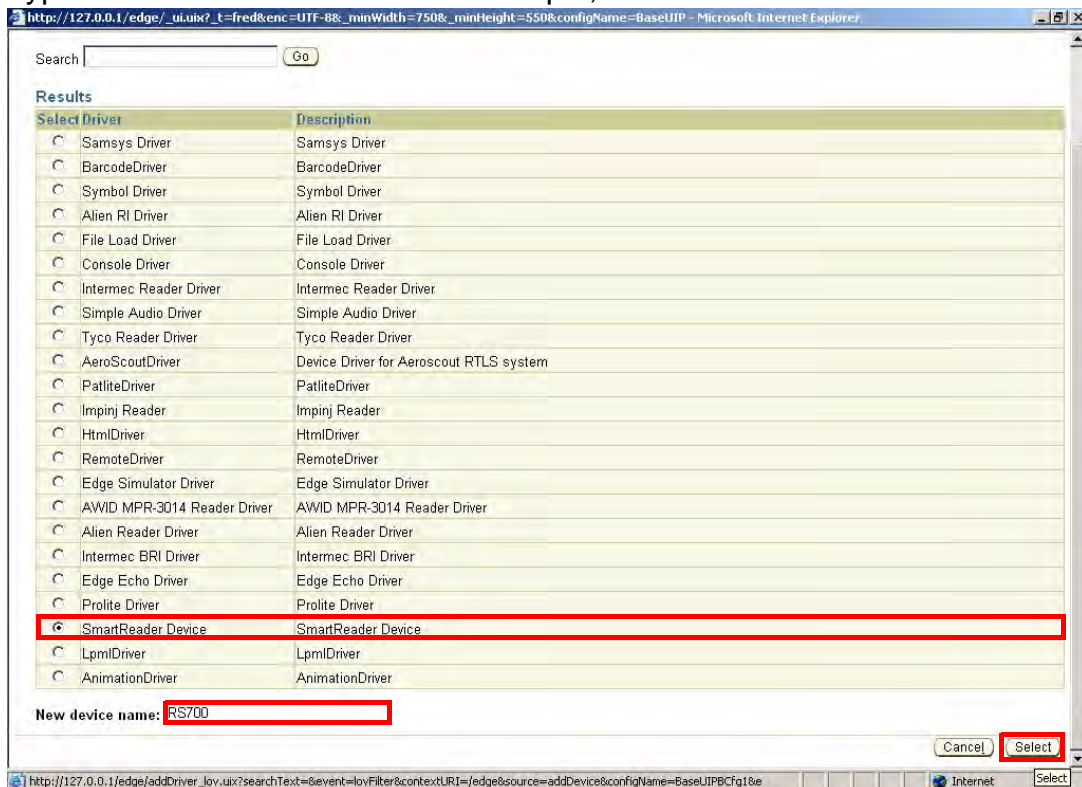 http://127.0.0.1/edge/_ui.uix?_t=fred&enc=UTF-8&_minWidth=750&_minHeight=550&configName=BaseUIP - Microsoft Internet Explorer
Search Go
Results
Select Driver Description
Samsys Driver Samsys Driver
BarcodeDriver BarcodeDriver
Symbol Driver Symbol Driver
Alien RI Driver Alien RI Driver
File Load Driver File Load Driver
Console Driver Console Driver
Intermec Reader Driver Intermec Reader Driver
Simple Audio Driver Simple Audio Driver
Tyco Reader Driver Tyco Reader Driver
AeroScoutDriver Device Driver for Aeroscout RTLS system
PatliteDriver PatliteDriver
Impinj Reader Impinj Reader
HtmlDriver HtmlDriver
RemoteDriver RemoteDriver
Edge Simulator Driver Edge Simulator Driver
AWID MPR-3014 Reader Driver AWID MPR-3014 Reader Driver
Alien Reader Driver Alien Reader Driver
Intermec BRI Driver Intermec BRI Driver
Edge Echo Driver Edge Echo Driver
Prolite Driver Prolite Driver
SmartReader Device SmartReader Device
LpmlDriver LpmlDriver
AnimationDriver AnimationDriver
New device name: RS700
Cancel Select
http://127.0.0.1/edge/addDriver_lov.uix?searchText=&event=lovFilter&contextURI=/edge&source=addDevice&configName=BaseUIPBCfg1&e Internet Select